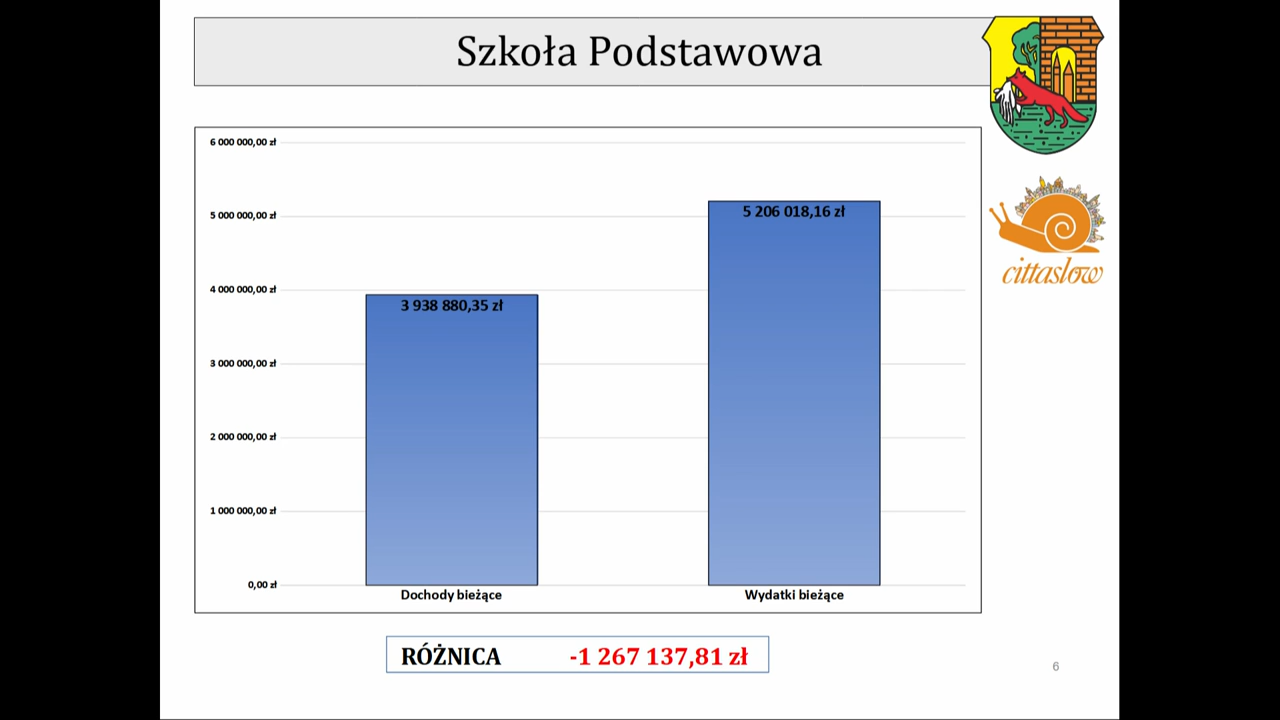 Szkoła Podstawowa
6 000 000,00 zł
5 000 000,00 zł
4 000 000,00 zł
3 000 000,00 zł
2 000 000,00 zł
1 000 000,00 zł
0,00 zł
3 938 880,35 zł
5 206 018,16 zł
Dochody bieżące
Wydatki bieżące
cittaslow
RÓŻNICA -1 267 137,81 zł
6